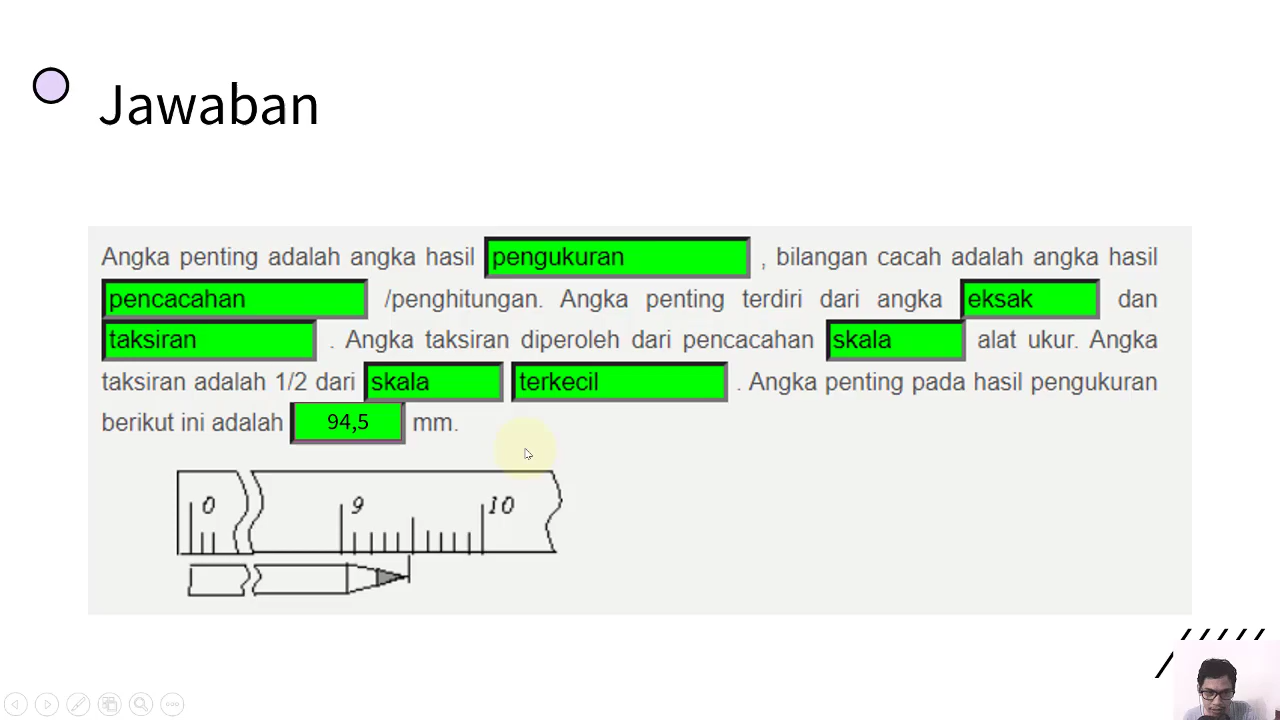 Jawaban
Angka penting adalah angka hasil pengukuran , bilangan cacah adalah angka hasil
pencacahan /penghitungan. Angka penting terdiri dari angka eksak dan
taksiran . Angka taksiran diperoleh dari pencacahan skala alat ukur. Angka
taksiran adalah 1/2 dari skala terkecil . Angka penting pada hasil pengukuran
berikut ini adalah 94,5 mm.
0 9 10